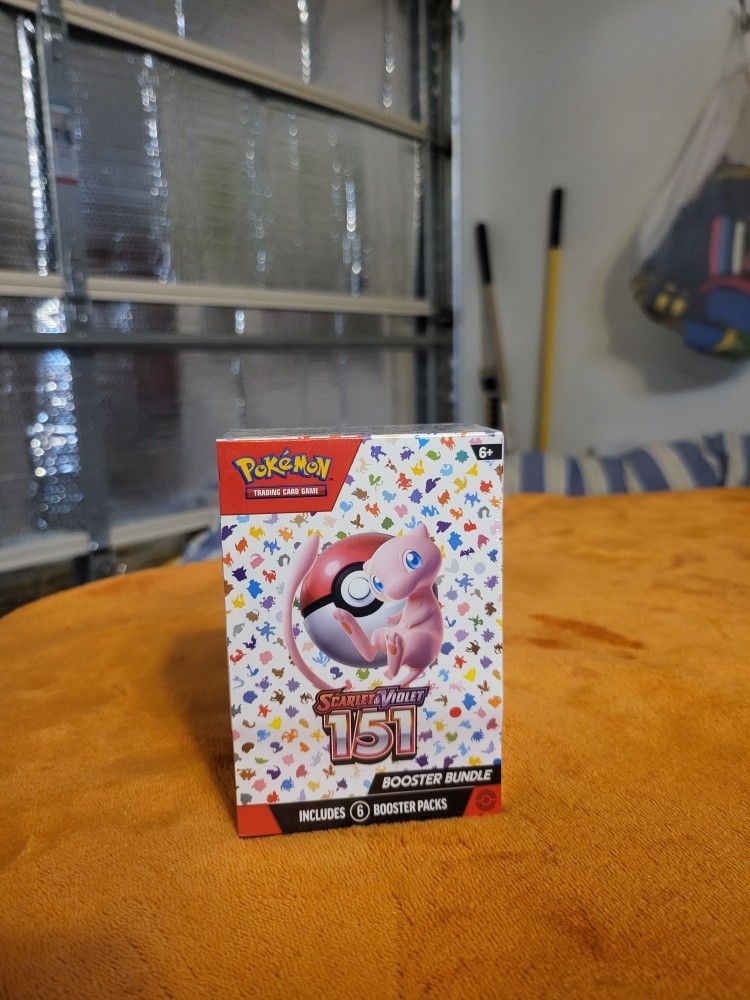 POKéMON
TRADING CARD GAME
6+
SCARLET & VIOLET
151
BOOSTER BUNDLE
INCLUDES 6 BOOSTER PACKS